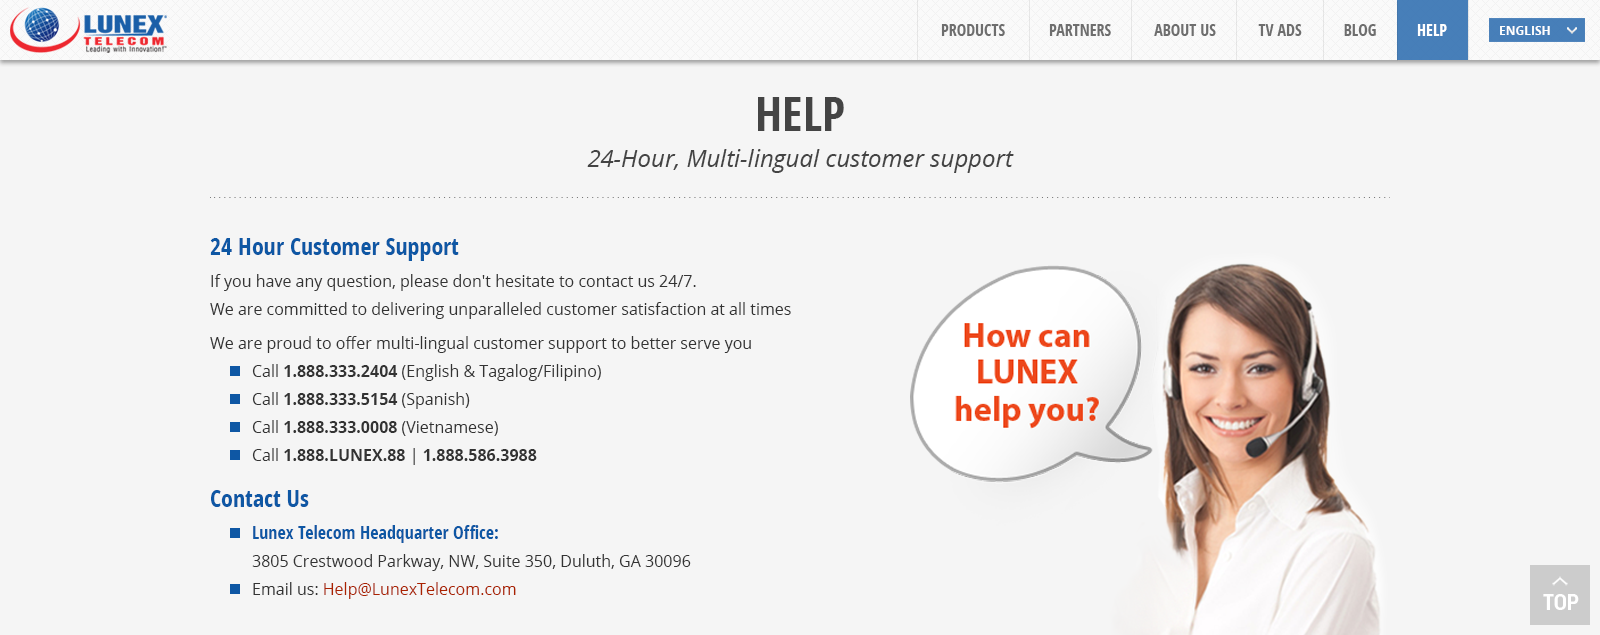 LUNEX
TELECOM
Leading with Innovation!
PRODUCTS
PARTNERS
ABOUT US
TV ADS
BLOG
HELP
ENGLISH
HELP
24-Hour, Multi-lingual customer support
24 Hour Customer Support
If you have any question, please don't hesitate to contact us 24/7.
We are committed to delivering unparalleled customer satisfaction at all times
We are proud to offer multi-lingual customer support to better serve you
Call 1.888.333.2404 (English & Tagalog/Filipino)
Call 1.888.333.5154 (Spanish)
Call 1.888.333.0008 (Vietnamese)
Call 1.888.LUNEX.88 | 1.888.586.3988
Contact Us
Lunex Telecom Headquarter Office:
3805 Crestwood Parkway, NW, Suite 350, Duluth, GA 30096
Email us: Help@LunexTelecom.com
How can
LUNEX
help you?
TOP